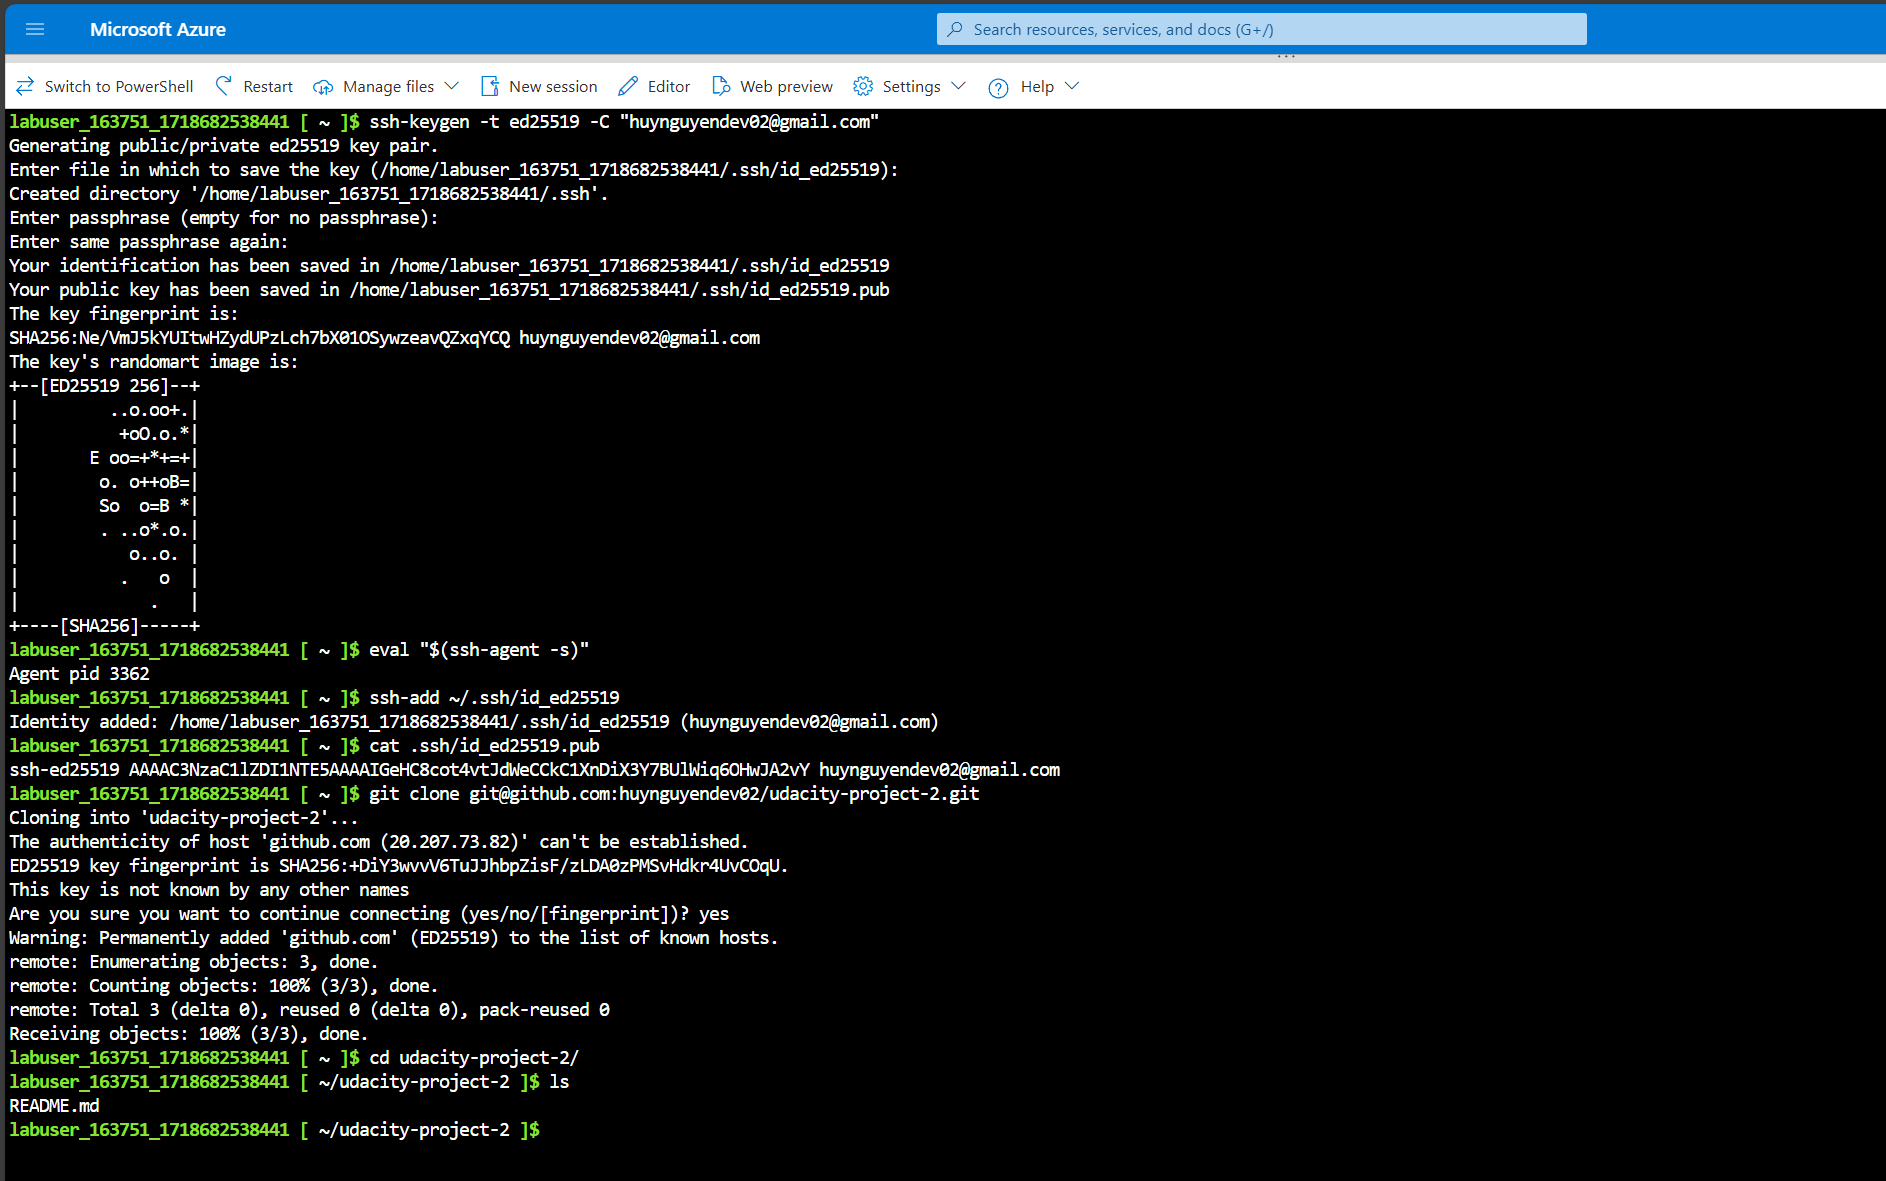 Microsoft Azure
Search resources, services, and docs (G+/)
Switch to PowerShell Restart Manage files New session Editor Web preview Settings Help
labuser_163751_1718682538441 [ ~ ]$ ssh-keygen -t ed25519 -C "huynguyendev02@gmail.com"
Generating public/private ed25519 key pair.
Enter file in which to save the key (/home/labuser_163751_1718682538441/.ssh/id_ed25519):
Created directory '/home/labuser_163751_1718682538441/.ssh'.
Enter passphrase (empty for no passphrase):
Enter same passphrase again:
Your identification has been saved in /home/labuser_163751_1718682538441/.ssh/id_ed25519
Your public key has been saved in /home/labuser_163751_1718682538441/.ssh/id_ed25519.pub
The key fingerprint is:
SHA256:Ne/VmJ5kYUItwHZydUPzLch7bX01OSywzeavQZxqYCQ huynguyendev02@gmail.com
The key's randomart image is:
+--[ED25519 256]--+
|         ..o.oo+.|
|          +oO.o.*|
|       E oo=+*+=+|
|        o. o++oB=|
|        So  o=B *|
|        . ..o*.o.|
|           o..o. |
|          .   o  |
|             .   |
+----[SHA256]-----+
labuser_163751_1718682538441 [ ~ ]$ eval "$(ssh-agent -s)"
Agent pid 3362
labuser_163751_1718682538441 [ ~ ]$ ssh-add ~/.ssh/id_ed25519
Identity added: /home/labuser_163751_1718682538441/.ssh/id_ed25519 (huynguyendev02@gmail.com)
labuser_163751_1718682538441 [ ~ ]$ cat .ssh/id_ed25519.pub
ssh-ed25519 AAAAC3NzaC1lZDI1NTE5AAAAIGeHC8cot4vtJdWeCCkC1XnDiX3Y7BUlWiq6OHwJA2vY huynguyendev02@gmail.com
labuser_163751_1718682538441 [ ~ ]$ git clone git@github.com:huynguyendev02/udacity-project-2.git
Cloning into 'udacity-project-2'...
The authenticity of host 'github.com (20.207.73.82)' can't be established.
ED25519 key fingerprint is SHA256:+DiY3wvvV6TuJJhbpZisF/zLDA0zPMSvHdkr4UvCOqU.
This key is not known by any other names
Are you sure you want to continue connecting (yes/no/[fingerprint])? yes
Warning: Permanently added 'github.com' (ED25519) to the list of known hosts.
remote: Enumerating objects: 3, done.
remote: Counting objects: 100% (3/3), done.
remote: Total 3 (delta 0), reused 0 (delta 0), pack-reused 0
Receiving objects: 100% (3/3), done.
labuser_163751_1718682538441 [ ~ ]$ cd udacity-project-2/
labuser_163751_1718682538441 [ ~/udacity-project-2 ]$ ls
README.md
labuser_163751_1718682538441 [ ~/udacity-project-2 ]$